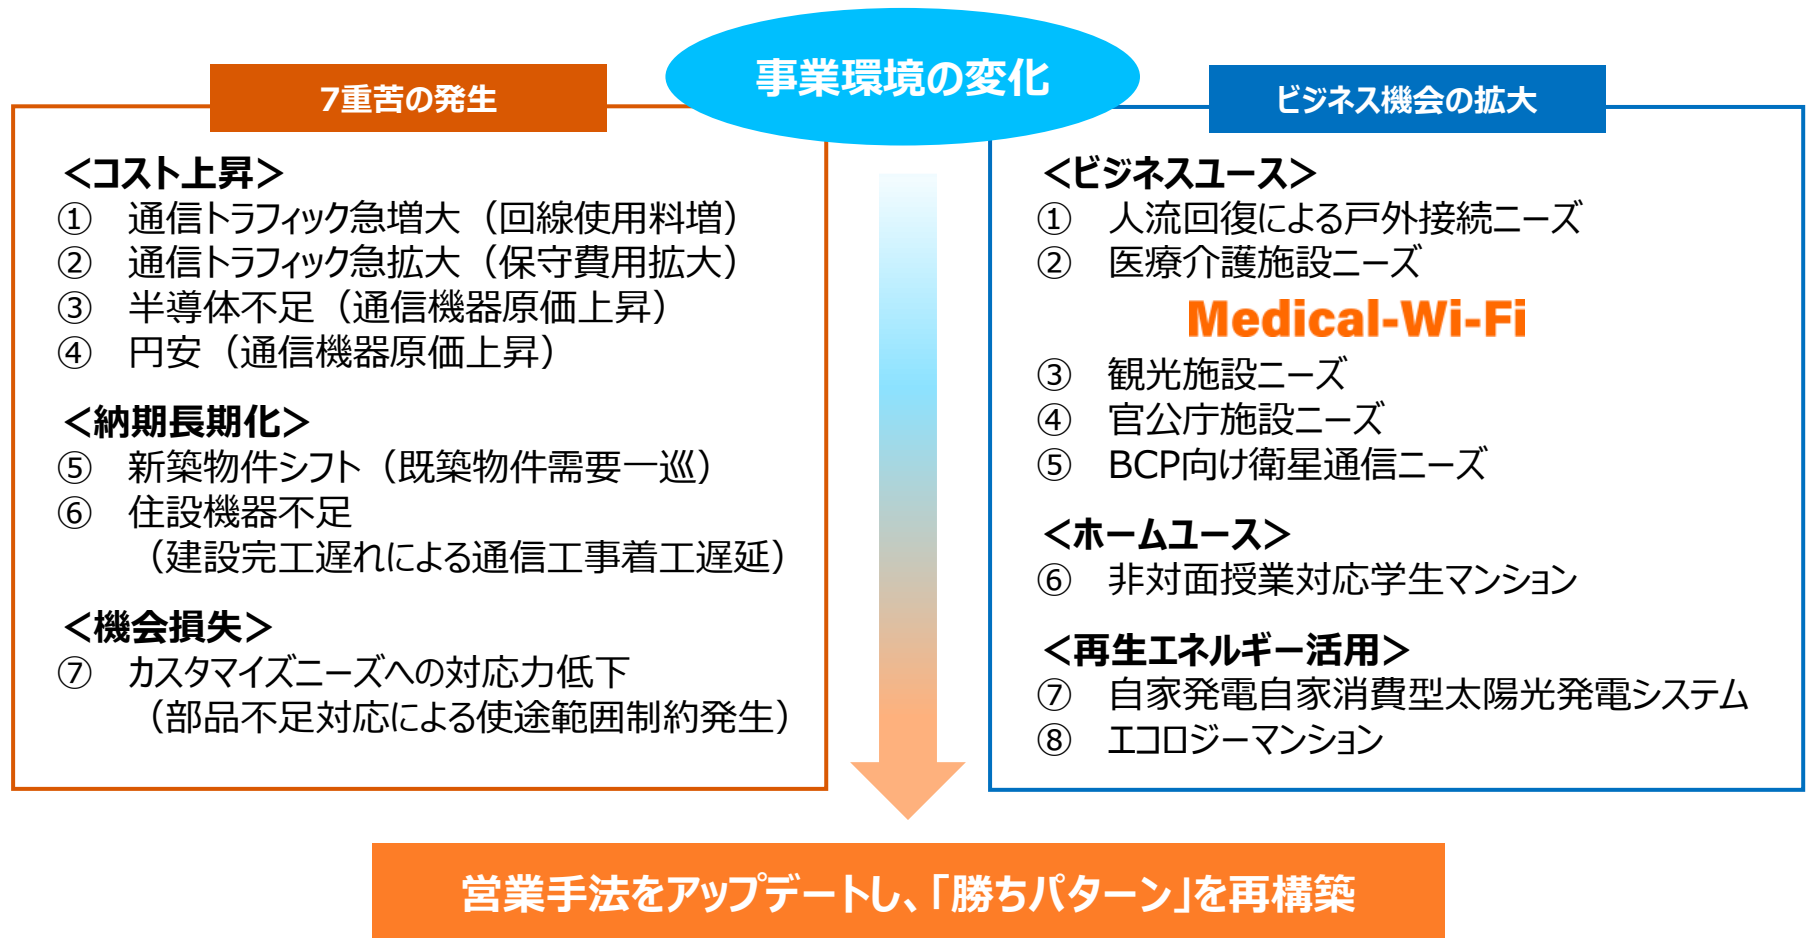 事業環境の変化
7重苦の発生
＜コスト上昇＞
① 通信トラフィック急増大（回線使用料増）
② 通信トラフィック急拡大（保守費用拡大）
③ 半導体不足（通信機器原価上昇）
④ 円安（通信機器原価上昇）
＜納期長期化＞
⑤ 新築物件シフト（既築物件需要一巡）
⑥ 住設機器不足
（建設完工遅れによる通信工事着工遅延）
＜機会損失＞
⑦ カスタマイズニーズへの対応力低下
（部品不足対応による使途範囲制約発生）
ビジネス機会の拡大
＜ビジネスユース＞
① 人流回復による戸外接続ニーズ
② 医療介護施設ニーズ
Medical-Wi-Fi
③ 観光施設ニーズ
④ 官公庁施設ニーズ
⑤ BCP向け衛星通信ニーズ
＜ホームユース＞
⑥ 非対面授業対応学生マンション
＜再生エネルギー活用＞
⑦ 自家発電自家消費型太陽光発電システム
⑧ エコロジーマンション
営業手法をアップデートし、「勝ちパターン」を再構築